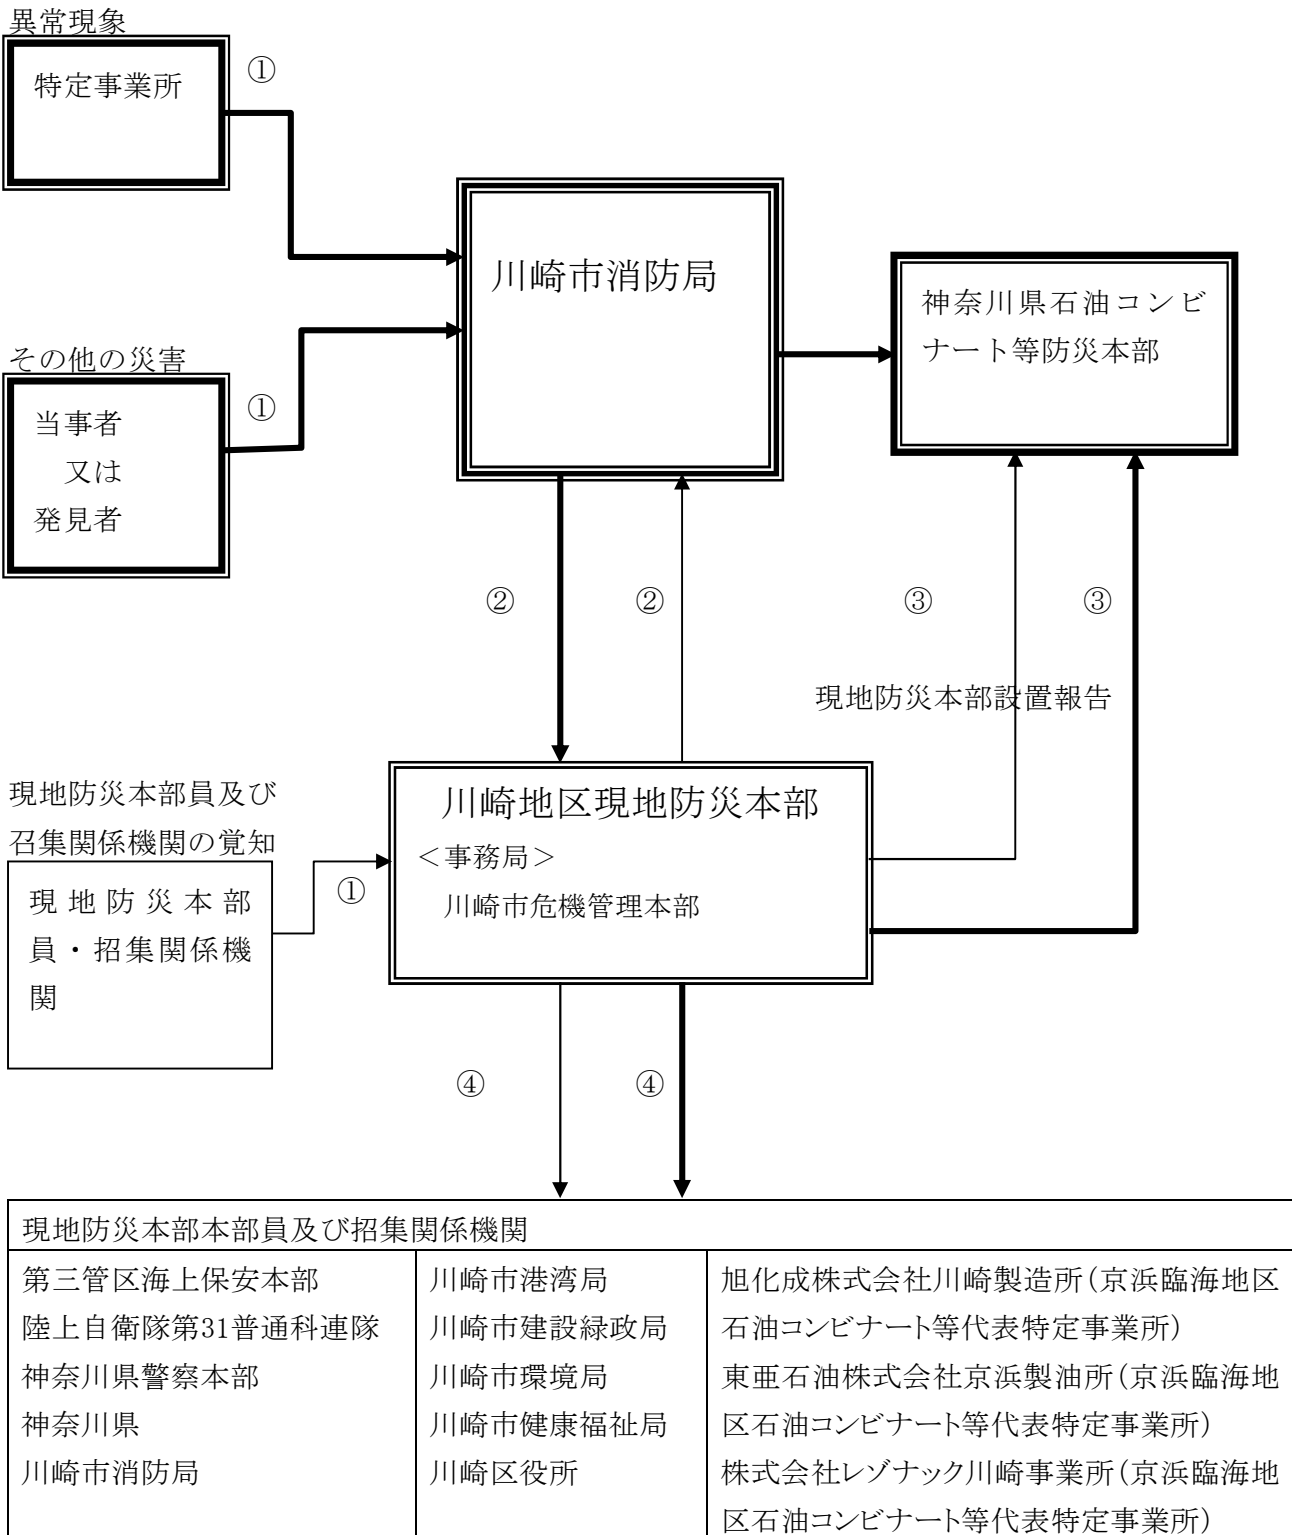 異常現象
特定事業所
①
川崎市消防局
神奈川県石油コンビ
ナート等防災本部
その他の災害
①
当事者
又は
発見者
②
②
③
③
現地防災本部設置報告
現地防災本部員及び
召集関係機関の覚知
①
現地防災本部
員・招集関係機
関
川崎地区現地防災本部
＜事務局＞
川崎市危機管理本部
④
④
現地防災本部本部員及び招集関係機関
第三管区海上保安本部
陸上自衛隊第31普通科連隊
神奈川県警察本部
神奈川県
川崎市消防局
川崎市港湾局
川崎市建設緑政局
川崎市環境局
川崎市健康福祉局
川崎区役所
旭化成株式会社川崎製造所(京浜臨海地区
石油コンビナート等代表特定事業所)
東亜石油株式会社京浜製油所(京浜臨海地
区石油コンビナート等代表特定事業所)
株式会社レゾナック川崎事業所(京浜臨海地
区石油コンビナート等代表特定事業所)